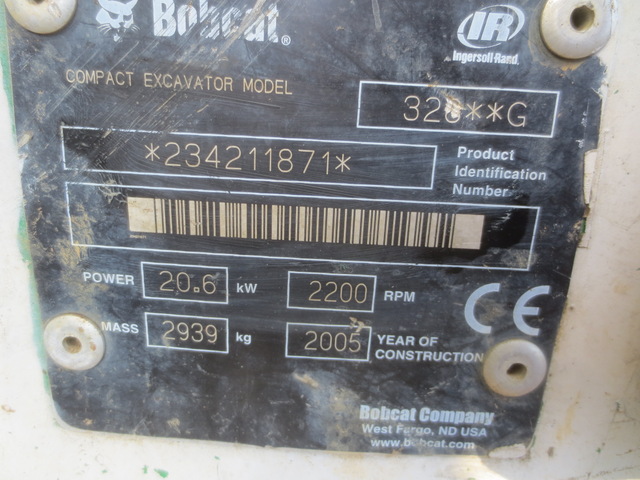 Bobcat®
IR
Ingersoll-Rand
COMPACT EXCAVATOR MODEL
328**G
*234211871*
Product
Identification
Number
POWER 20.6 kW 2200 RPM
MASS 2939 kg 2005 YEAR OF
CONSTRUCTION
CE
Bobcat Company
West Fargo, ND USA
www.bobcat.com